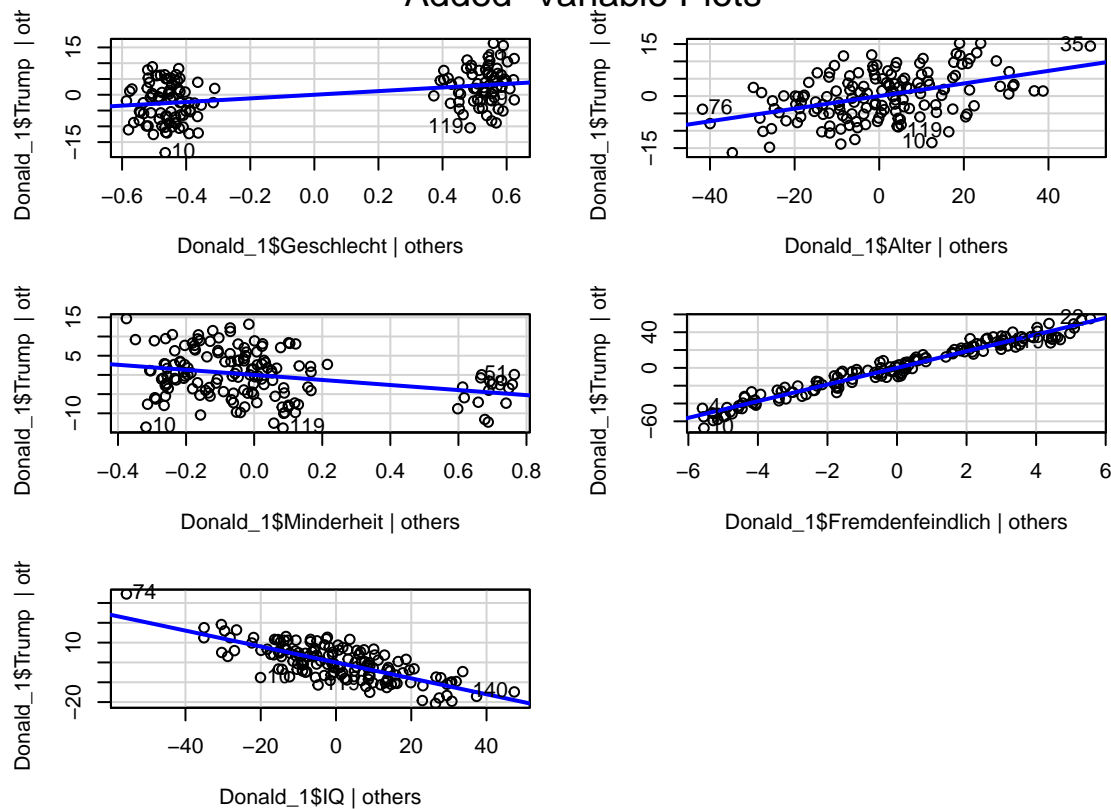 Added−Variable Plots
Donald_1$Trump | oth
15
0
−15
10
119
−0.6 −0.4 −0.2 0.0 0.2 0.4 0.6
Donald_1$Geschlecht | others
Donald_1$Trump | oth
15
0
−15
76
35
119
10
−40 −20 0 20 40
Donald_1$Alter | others
Donald_1$Trump | oth
15
5
−10
10
119
51
−0.4 −0.2 0.0 0.2 0.4 0.6 0.8
Donald_1$Minderheit | others
Donald_1$Trump | oth
40
0
−60
4
10
22
−6 −4 −2 0 2 4 6
Donald_1$Fremdenfeindlich | others
Donald_1$Trump | oth
10
−20
74
140
−40 −20 0 20 40
Donald_1$IQ | others